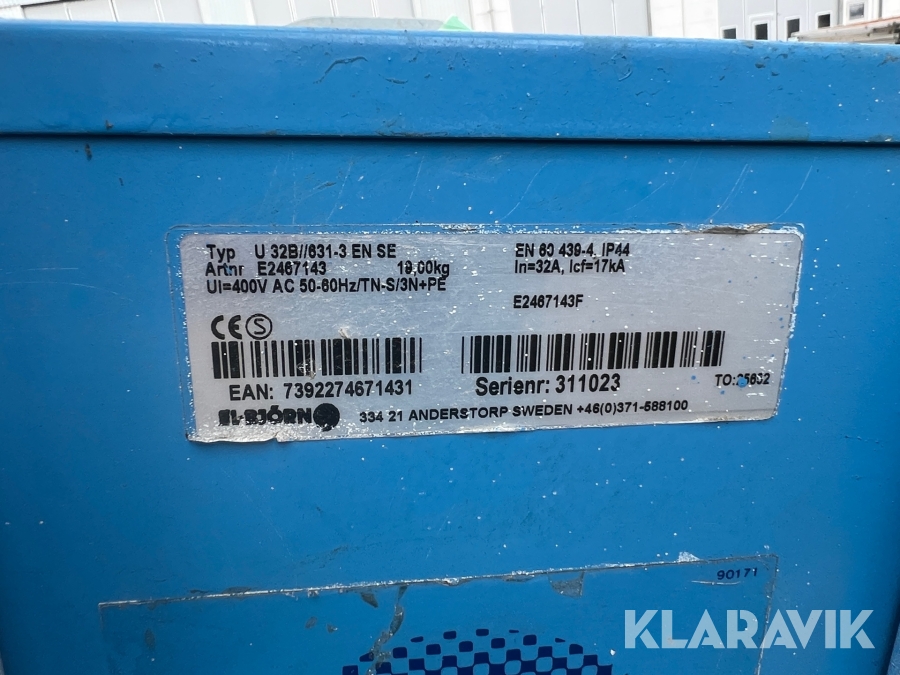 Typ U 32B//631-3 EN SE
EN 60 439-4, IP44
Artnr E2467143 19,00kg
In=32A, Icf=17kA
UI=400V AC 50-60Hz/TN-S/3N+PE
E2467143F
CE S
EAN: 7392274671431
Serienr: 311023
EL-BJÖRN
334 21 ANDERSTORP SWEDEN +46(0)371-588100
90171
KLARAVIK